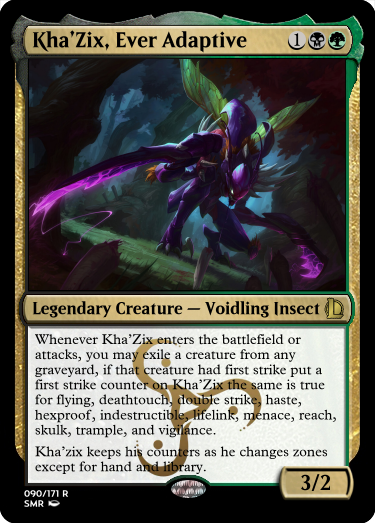 Kha'Zix, Ever Adaptive 1
Legendary Creature — Voidling Insect
Whenever Kha'Zix enters the battlefield or
attacks, you may exile a creature from any
graveyard, if that creature had first strike put a
first strike counter on Kha'Zix the same is true
for flying, deathtouch, double strike, haste,
hexproof, indestructible, lifelink, menace, reach,
skulk, trample, and vigilance.
Kha'Zix keeps his counters as he changes zones
except for hand and library.
3/2
090/171 R
SMR